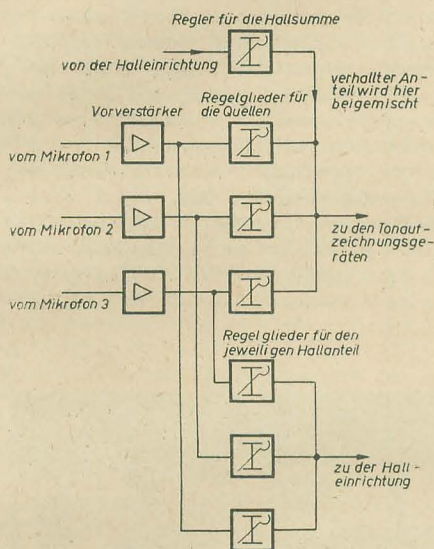 Regler für die Hallsumme
von der Halleinrichtung
verhallter An-
teil wird hier
beigemischt
Vorverstärker
Regelglieder für
die Quellen
vom Mikrofon 1
vom Mikrofon 2
zu den Tonauf-
zeichnungsge-
räten
vom Mikrofon 3
Regelglieder für den
jeweiligen Hallanteil
zu der Hall-
einrichtung